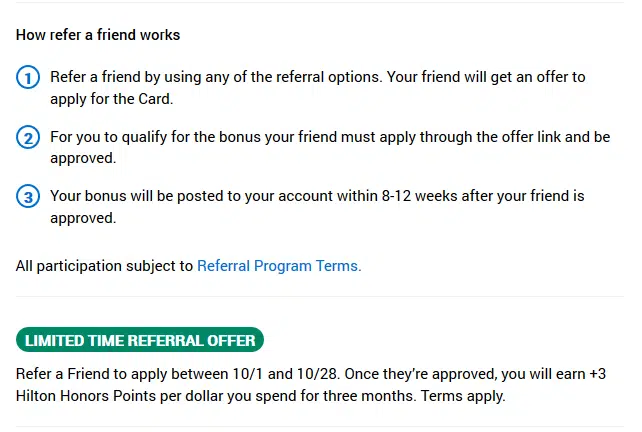 How refer a friend works
1 Refer a friend by using any of the referral options. Your friend will get an offer to
apply for the Card.
2 For you to qualify for the bonus your friend must apply through the offer link and be
approved.
3 Your bonus will be posted to your account within 8-12 weeks after your friend is
approved.
All participation subject to Referral Program Terms.
LIMITED TIME REFERRAL OFFER
Refer a Friend to apply between 10/1 and 10/28. Once they’re approved, you will earn +3
Hilton Honors Points per dollar you spend for three months. Terms apply.